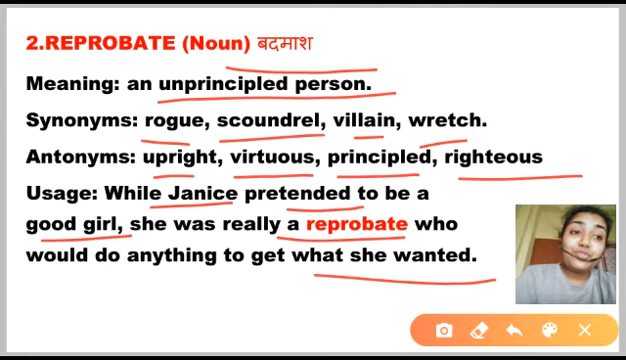 2.REPROBATE (Noun) बदमाश
Meaning: an unprincipled person.
Synonyms: rogue, scoundrel, villain, wretch.
Antonyms: upright, virtuous, principled, righteous
Usage: While Janice pretended to be a
good girl, she was really a reprobate who
would do anything to get what she wanted.